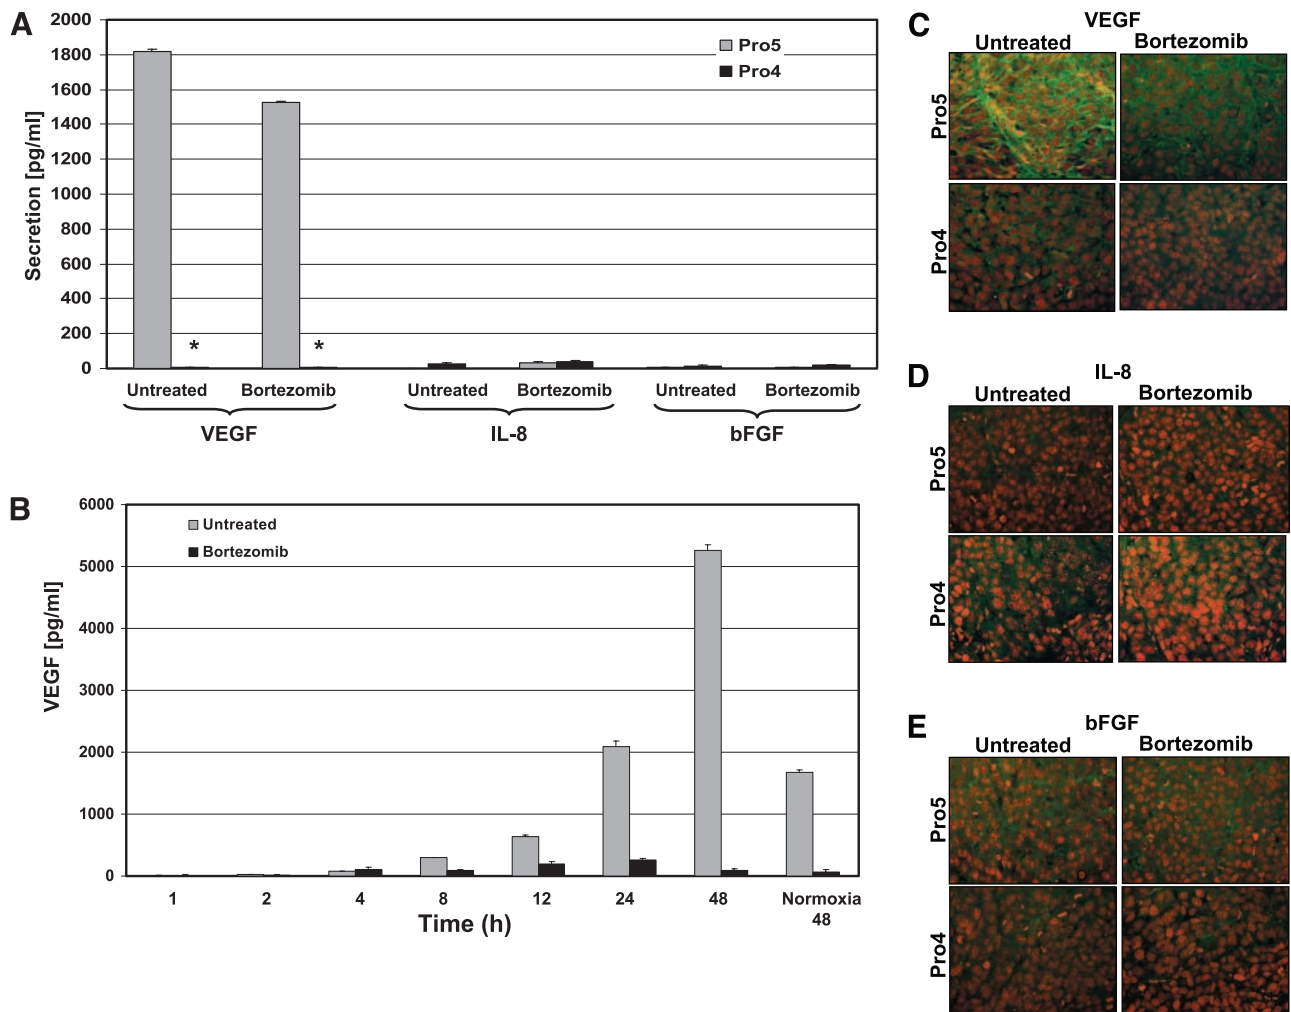 A
2000
1800
1600
1400
1200
1000
800
600
400
200
0
Secretion [pg/ml]
Pro5
Pro4
*
*
Untreated Bortezomib Untreated Bortezomib Untreated Bortezomib
VEGF IL-8 bFGF
B
6000
5000
4000
3000
2000
1000
0
VEGF [pg/ml]
Untreated
Bortezomib
1 2 4 8 12 24 48 Normoxia
48
Time (h)
C
VEGF
Untreated Bortezomib
Pro5
Pro4
D
IL-8
Untreated Bortezomib
Pro5
Pro4
E
bFGF
Untreated Bortezomib
Pro5
Pro4